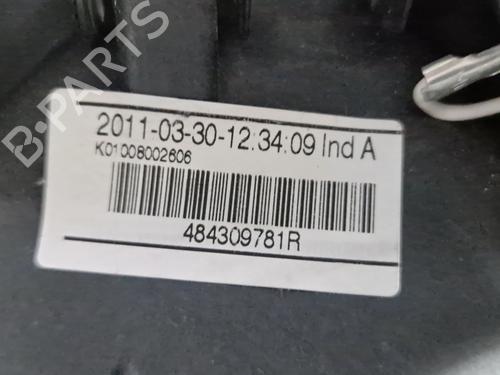 B-PARTS
2011-03-30-12:34:09 Ind A
K01008002606
484309781R